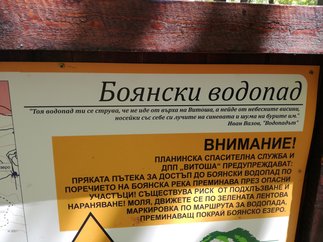 Боянски водопад
"Тоя водопад ти се струва, че не иде от върха на Витоша, а нейде от небесните висини,
носейки със себе си лучите на синевата и шума на бурите им."
Иван Вазов, "Водопадът"
ВНИМАНИЕ!
ПЛАНИНСКА СПАСИТЕЛНА СЛУЖБА И
ДПП „ВИТОША" ПРЕДУПРЕЖДАВАТ:
ПРЯКАТА ПЪТЕКА ЗА ДОСТЪП ДО БОЯНСКИ ВОДОПАД ПО
ПОРЕЧИЕТО НА БОЯНСКА РЕКА ПРЕМИНАВА ПРЕЗ ОПАСНИ
УЧАСТЪЦИ! СЪЩЕСТВУВА РИСК ОТ ПОДХЛЪЗВАНЕ И
НАРАНЯВАНЕ! МОЛЯ, ДВИЖЕТЕ СЕ ПО ЗЕЛЕНАТА ЛЕНТОВА
МАРКИРОВКА ПО МАРШРУТА ЗА ВОДОПАДА,
ПРЕМИНАВАЩ ПОКРАЙ БОЯНСКО ЕЗЕРО.